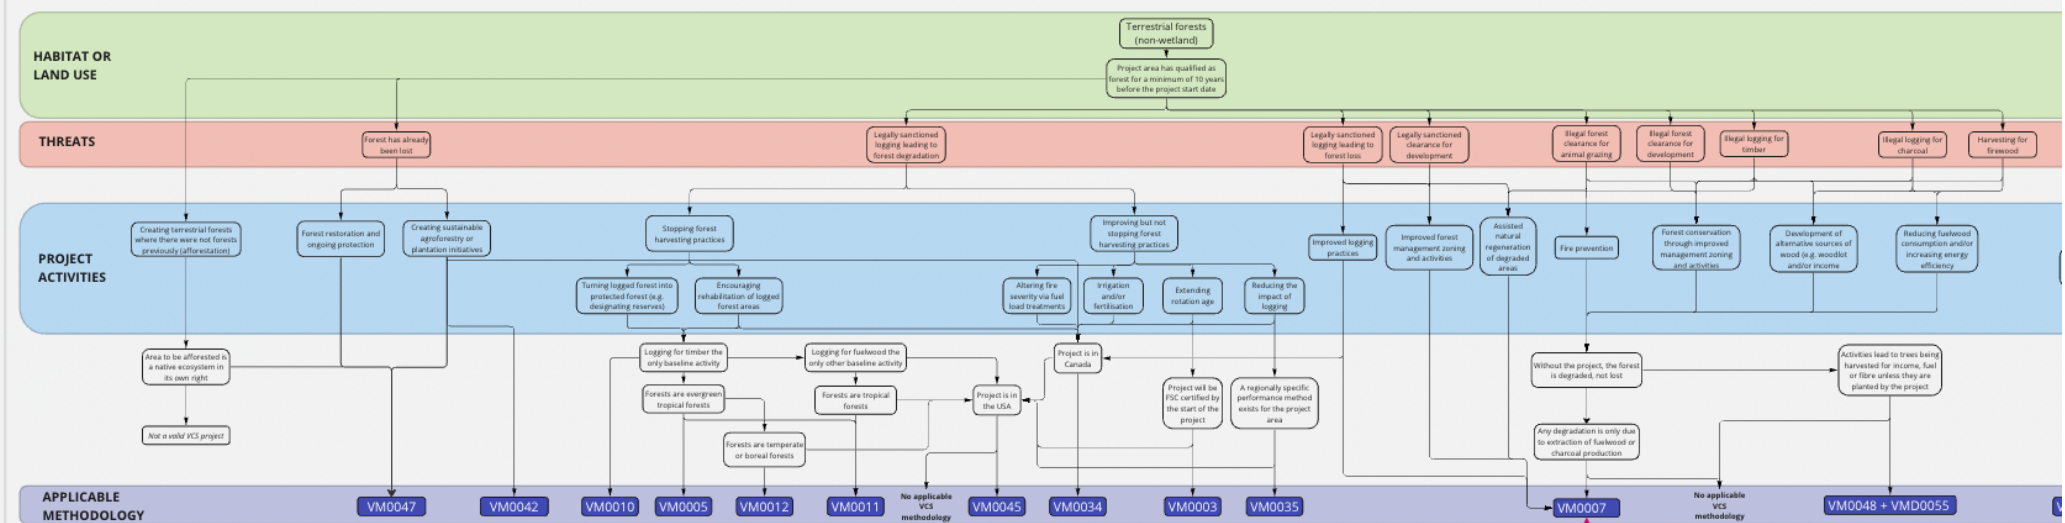 Terrestrial forests
(non-wetland)
HABITAT OR
LAND USE
Project area has qualified as
forest for a minimum of 10 years
before the project start date
THREATS
Forest has already
been lost
Legally sanctioned
logging leading to
forest degradation
Legally sanctioned
logging leading to
forest loss
Legally sanctioned
clearance for
development
Illegal forest
clearance for
animal grazing
Illegal forest
clearance for
development
Illegal logging for
timber
Illegal logging for
charcoal
Harvesting for
firewood
PROJECT
ACTIVITIES
Creating terrestrial forests
where there were not forests
previously (afforestation)
Forest restoration and
ongoing protection
Creating sustainable
agroforestry or
plantation initiatives
Stopping forest
harvesting practices
Improving but not
stopping forest
harvesting practices
Improved logging
practices
Improved forest
management zoning
and activities
Assisted
natural
regeneration
of degraded
areas
Fire prevention
Forest conservation
through improved
management zoning
and activities
Development of
alternative sources of
wood (e.g. woodlot
and/or income
Reducing fuelwood
consumption and/or
increasing energy
efficiency
Turning logged forest into
protected forest (e.g.
designating reserves)
Encouraging
rehabilitation of logged
forest areas
Altering fire
severity via fuel
load treatments
Irrigation
and/or
fertilisation
Extending
rotation age
Reducing the
impact of
logging
Area to be afforested is
a native ecosystem in
its own right
Logging for timber the
only baseline activity
Logging for fuelwood the
only other baseline activity
Project is in
Canada
Without the project, the forest
is degraded, not lost
Activities lead to trees being
harvested for income, fuel
or fibre unless they are
planted by the project
Forests are evergreen
tropical forests
Forests are tropical
forests
Project is in
the USA
Project will be
FSC certified by
the start of the
project
A regionally specific
performance method
exists for the project
area
Not a valid VCS project
Forests are temperate
or boreal forests
Any degradation is only due
to extraction of fuelwood or
charcoal production
APPLICABLE
METHODOLOGY
VM0047
VM0042
VM0010
VM0005
VM0012
VM0011
No applicable
VCS
methodology
VM0045
VM0034
VM0003
VM0035
VM0007
No applicable
VCS
methodology
VM0048 + VMD0055